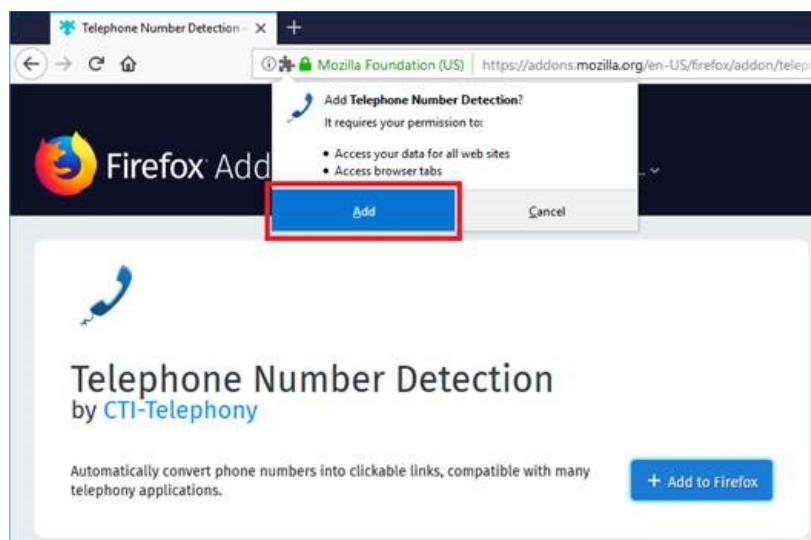 Telephone Number Detection -
Mozilla Foundation (US) https://addons.mozilla.org/en-US/firefox/addon/telep
Add Telephone Number Detection?
It requires your permission to:
• Access your data for all web sites
• Access browser tabs
Firefox Add
Add Cancel
Telephone Number Detection
by CTI-Telephony
Automatically convert phone numbers into clickable links, compatible with many
telephony applications.
+ Add to Firefox